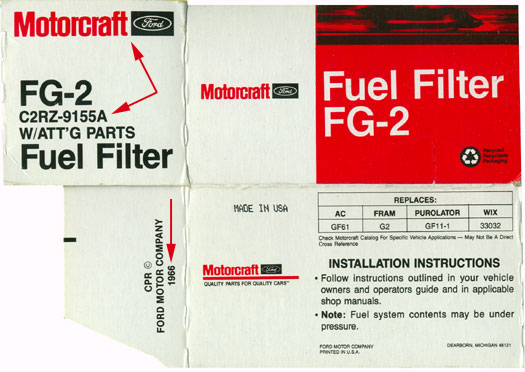 Motorcraft Ford
FG-2
C2RZ-9155A
W/ATT'G PARTS
Fuel Filter
Motorcraft Ford
Fuel Filter
FG-2
Recycled
Recyclable
Packaging
CPR ©
FORD MOTOR COMPANY
1966
MADE IN USA
Motorcraft Ford
QUALITY PARTS FOR QUALITY CARS™
REPLACES:
AC FRAM PUROLATOR WIX
GF61 G2 GF11-1 33032
Check Motorcraft Catalog For Specific Vehicle Applications — May Not Be A Direct
Cross Reference
INSTALLATION INSTRUCTIONS
• Follow instructions outlined in your vehicle
owners and operators guide and in applicable
shop manuals.
• Note: Fuel system contents may be under
pressure.
FORD MOTOR COMPANY DEARBORN, MICHIGAN 48121
PRINTED IN U.S.A.